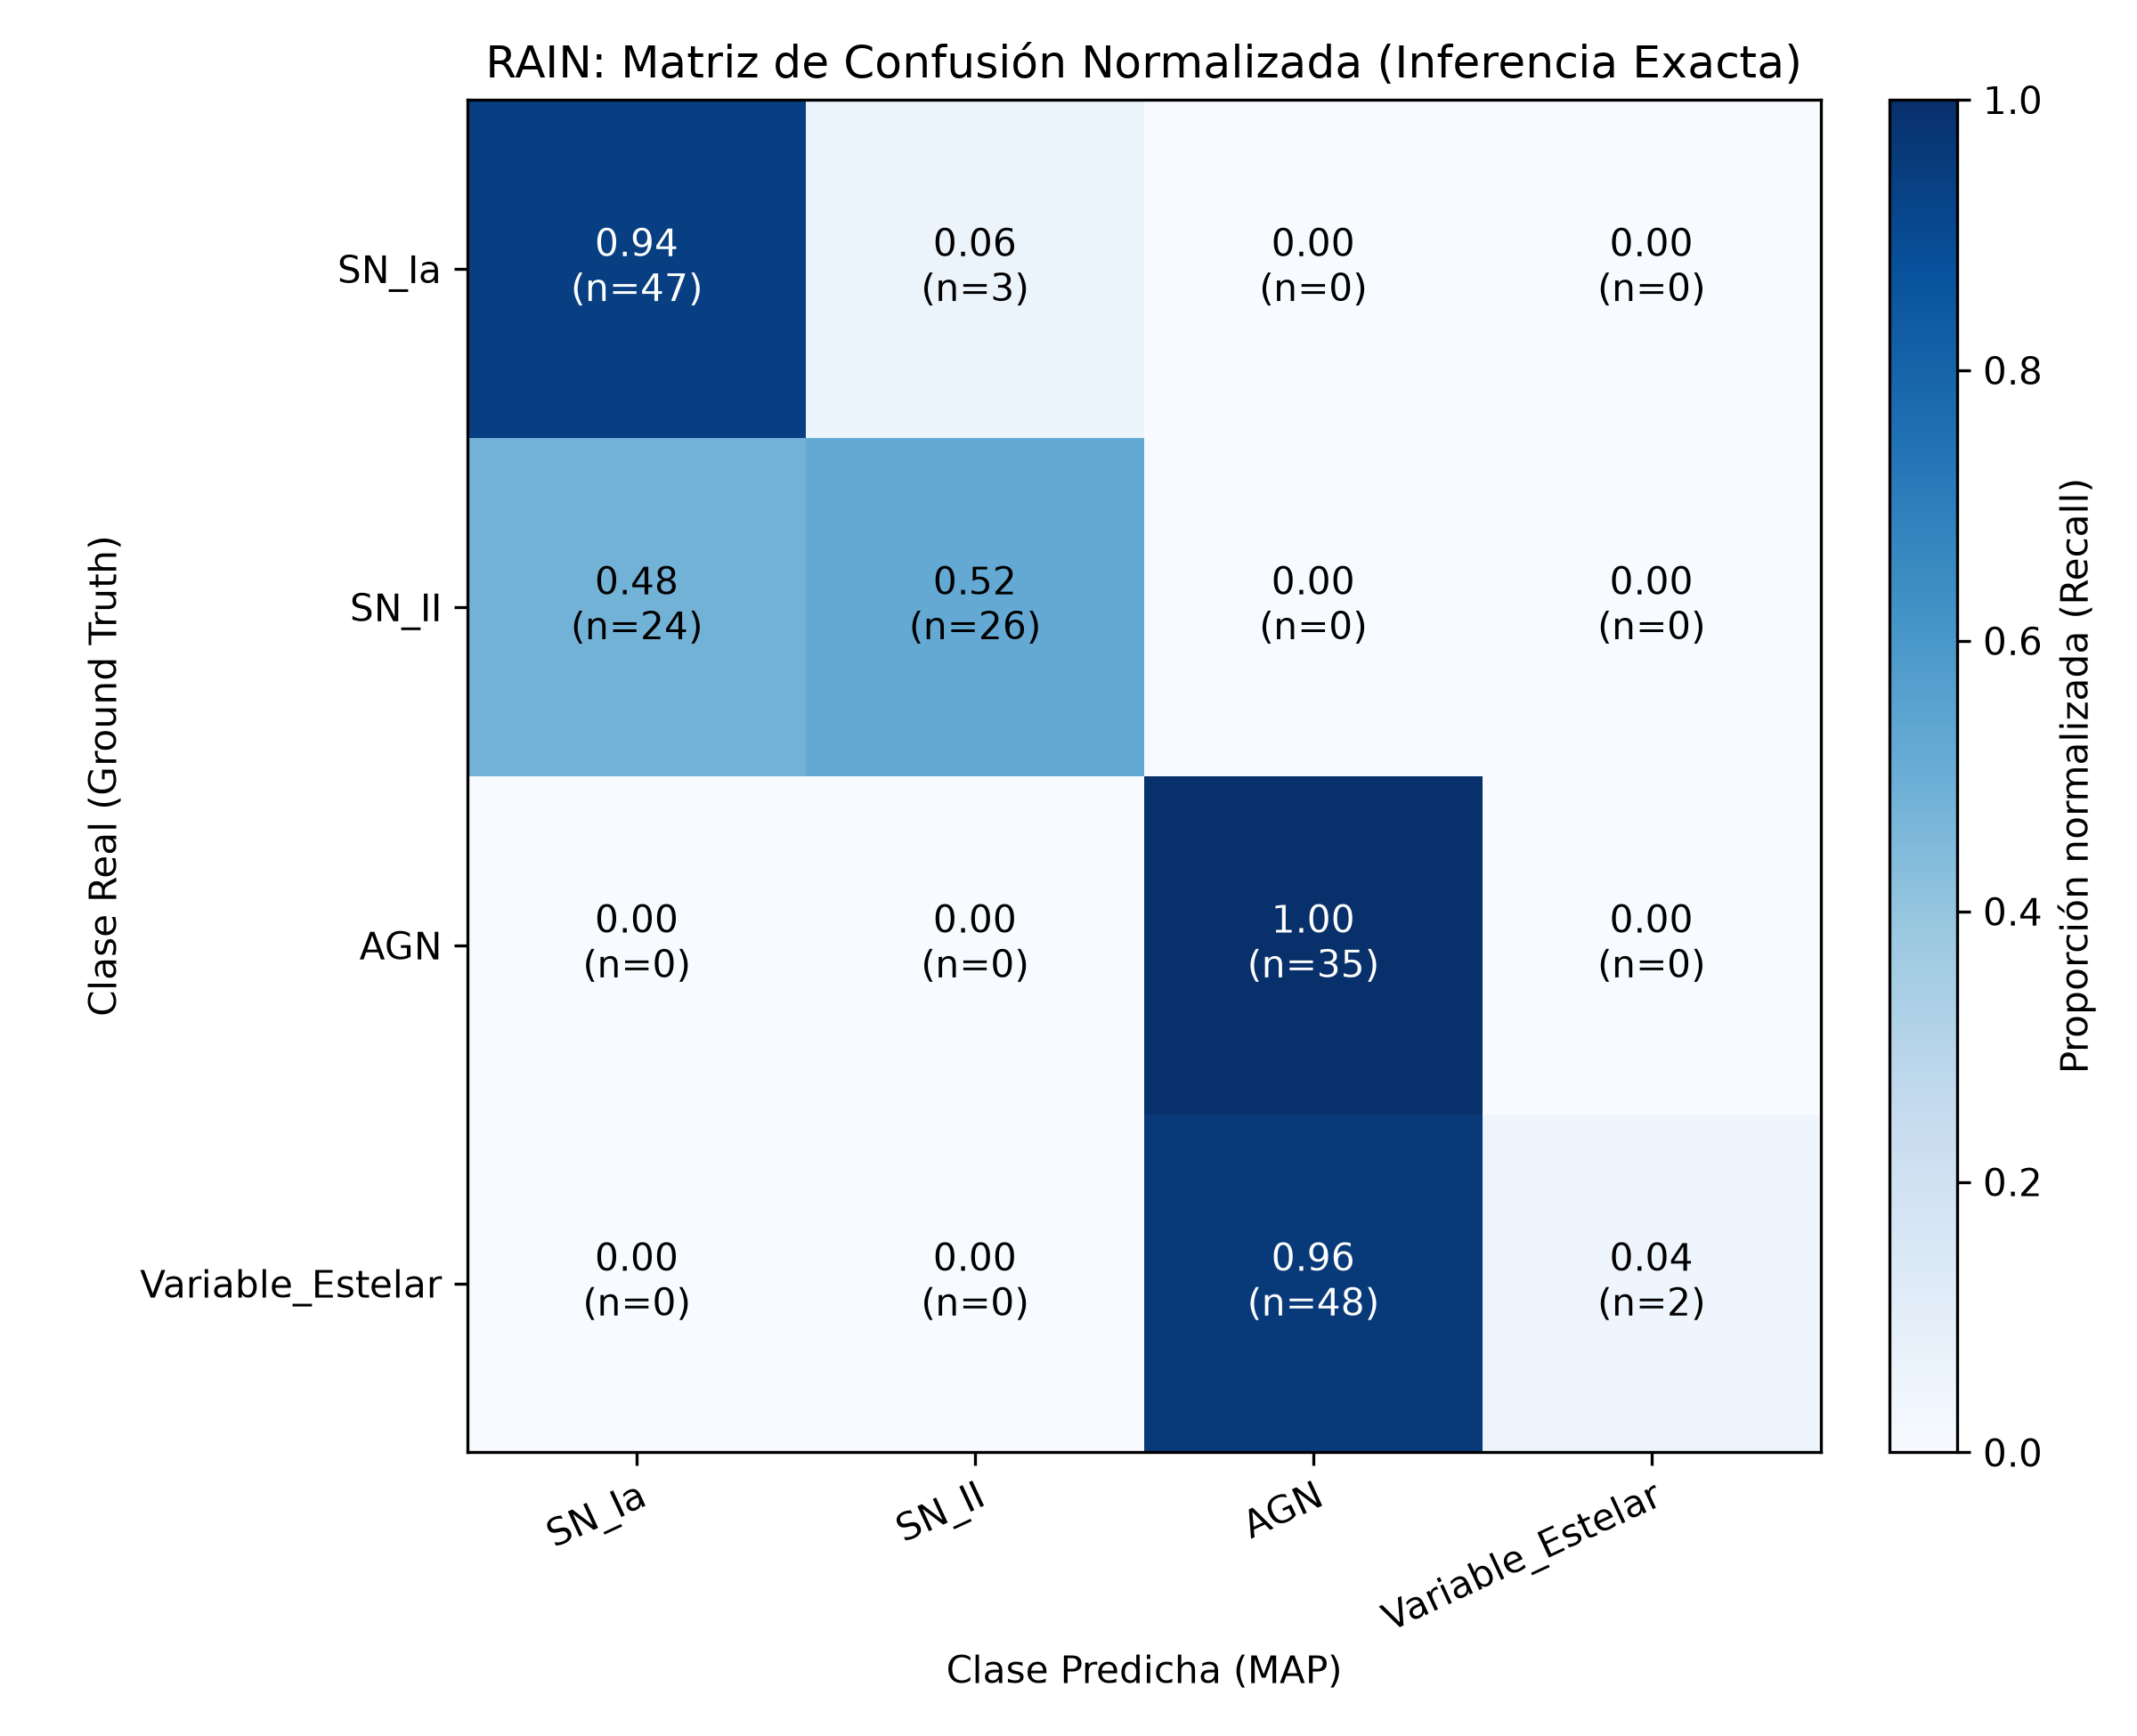 RAIN: Matriz de Confusión Normalizada (Inferencia Exacta)
Clase Real (Ground Truth)
SN_Ia
0.94
(n=47)
0.06
(n=3)
0.00
(n=0)
0.00
(n=0)
SN_II
0.48
(n=24)
0.52
(n=26)
0.00
(n=0)
0.00
(n=0)
AGN
0.00
(n=0)
0.00
(n=0)
1.00
(n=35)
0.00
(n=0)
Variable_Estelar
0.00
(n=0)
0.00
(n=0)
0.96
(n=48)
0.04
(n=2)
SN_Ia
SN_II
AGN
Variable_Estelar
Clase Predicha (MAP)
1.0
0.8
0.6
0.4
0.2
0.0
Proporción normalizada (Recall)